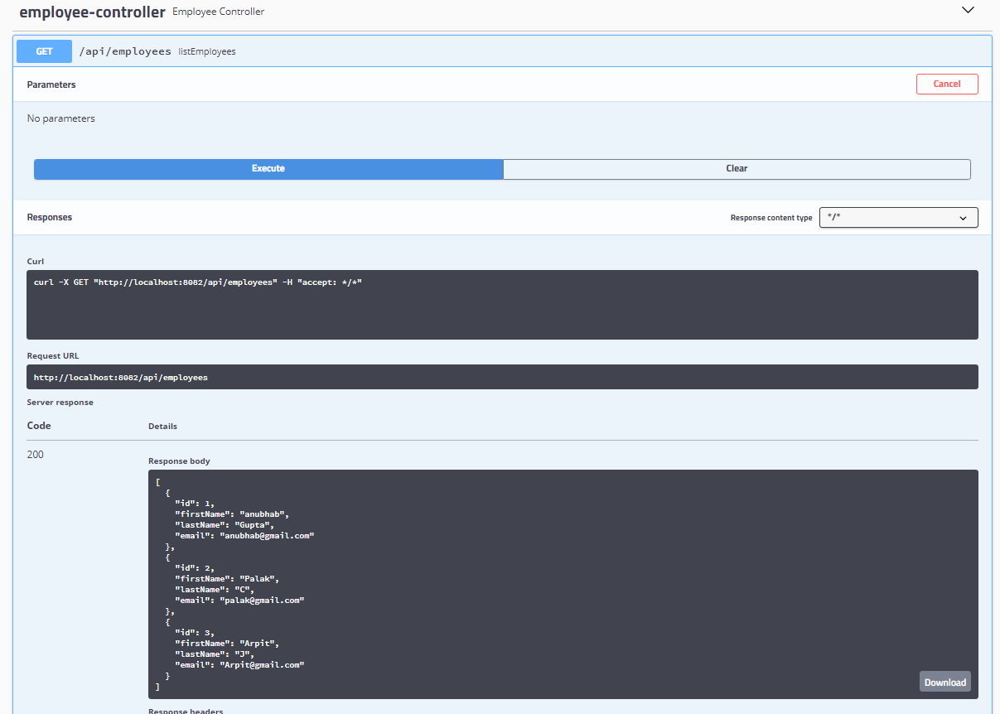 employee-controller Employee Controller
GET /api/employees listEmployees
Parameters Cancel
No parameters
Execute Clear
Responses Response content type */*
Curl
curl -X GET "http://localhost:8082/api/employees" -H "accept: */*"
Request URL
http://localhost:8082/api/employees
Server response
Code Details
200
Response body
[
  {
    "id": 1,
    "firstName": "anubhab",
    "lastName": "Gupta",
    "email": "anubhab@gmail.com"
  },
  {
    "id": 2,
    "firstName": "Palak",
    "lastName": "C",
    "email": "palak@gmail.com"
  },
  {
    "id": 3,
    "firstName": "Arpit",
    "lastName": "J",
    "email": "Arpit@gmail.com"
  }
]
Download
Response headers